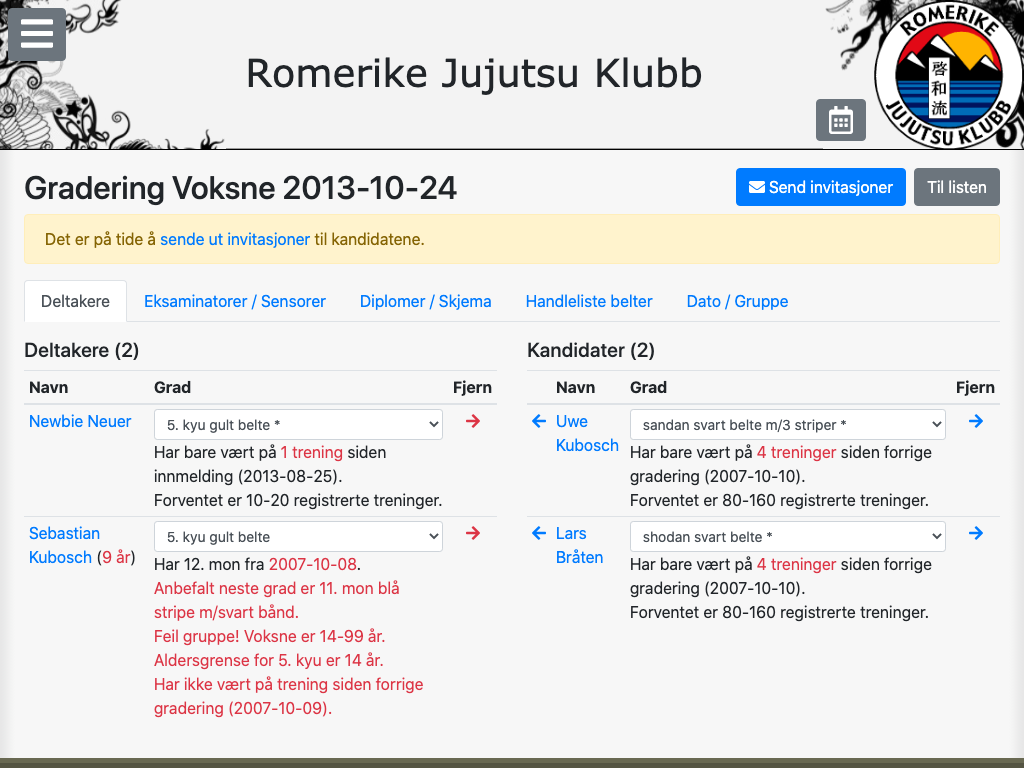 Romerike Jujutsu Klubb
ROMERIKE
啓和流
JUJUTSU KLUBB
Gradering Voksne 2013-10-24
Send invitasjoner
Til listen
Det er på tide å sende ut invitasjoner til kandidatene.
Deltakere
Eksaminatorer / Sensorer
Diplomer / Skjema
Handleliste belter
Dato / Gruppe
Deltakere (2)
Navn Grad Fjern
Newbie Neuer
5. kyu gult belte *
Har bare vært på 1 trening siden
innmelding (2013-08-25).
Forventet er 10-20 registrerte treninger.
Sebastian
Kubosch (9 år)
5. kyu gult belte
Har 12. mon fra 2007-10-08.
Anbefalt neste grad er 11. mon blå
stripe m/svart bånd.
Feil gruppe! Voksne er 14-99 år.
Aldersgrense for 5. kyu er 14 år.
Har ikke vært på trening siden forrige
gradering (2007-10-09).
Kandidater (2)
Navn Grad Fjern
Uwe
Kubosch
sandan svart belte m/3 striper *
Har bare vært på 4 treninger siden forrige
gradering (2007-10-10).
Forventet er 80-160 registrerte treninger.
Lars
Bråten
shodan svart belte *
Har bare vært på 4 treninger siden forrige
gradering (2007-10-10).
Forventet er 80-160 registrerte treninger.